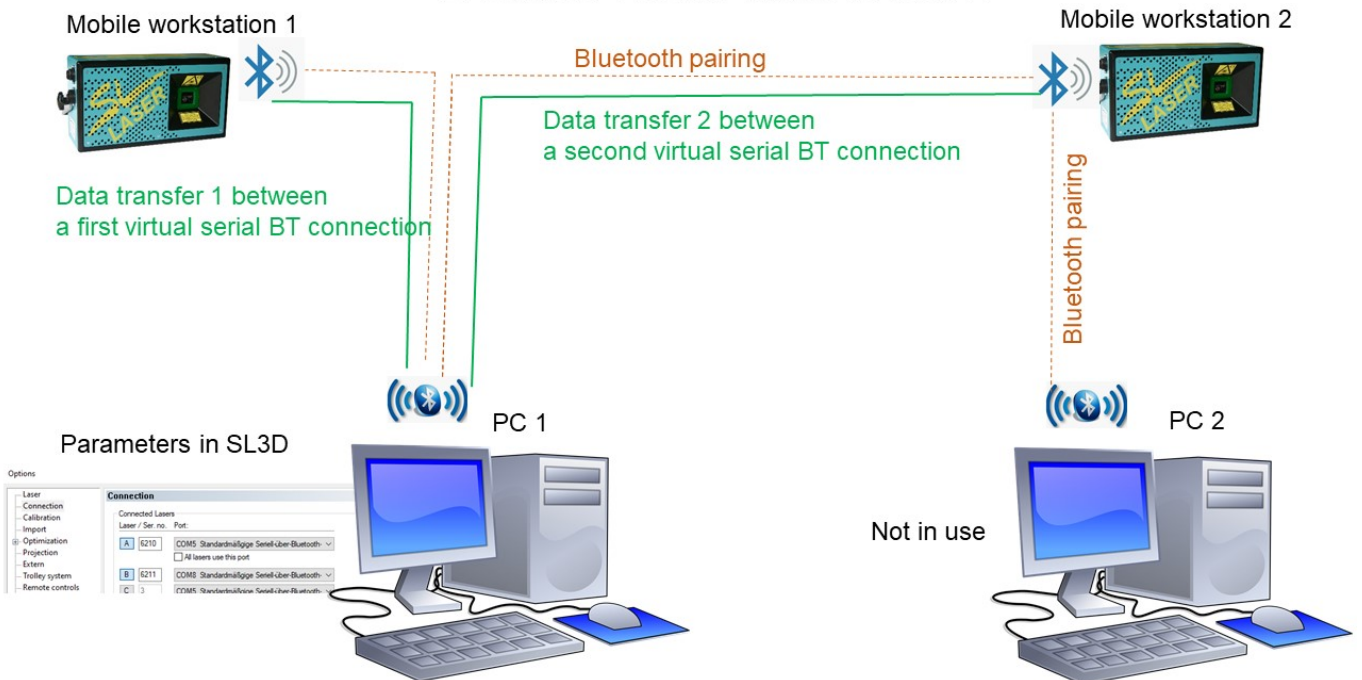 Mobile workstation 1
Mobile workstation 2
SL
LASER
SL
LASER
Bluetooth pairing
Data transfer 2 between
a second virtual serial BT connection
Data transfer 1 between
a first virtual serial BT connection
Bluetooth pairing
PC 1
PC 2
Parameters in SL3D
Not in use
Options
Laser
Connection
Calibration
Import
Optimization
Projection
Extern
Trolley system
Remote controls
Connection
Connected Lasers
Laser / Ser. no. Port:
A 6210 COM5 Standardmäßige Seriell-über-Bluetooth-
All lasers use this port
B 6211 COM8 Standardmäßige Seriell-über-Bluetooth-
C 3 COM5 Standardmäßige Seriell-über-Bluetooth-